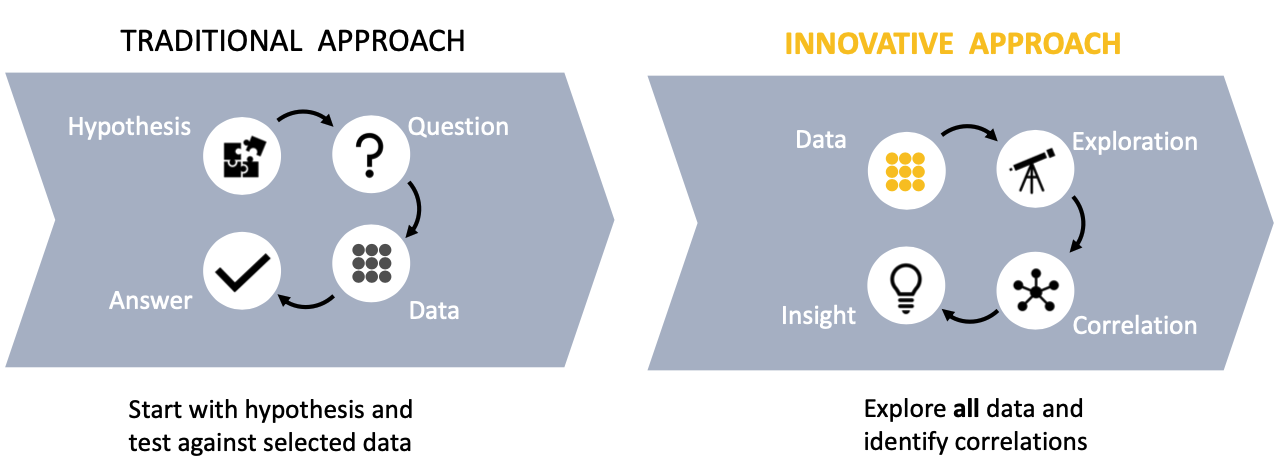 TRADITIONAL APPROACH
Hypothesis
Question
Answer
Data
Start with hypothesis and
test against selected data
INNOVATIVE APPROACH
Data
Exploration
Insight
Correlation
Explore all data and
identify correlations